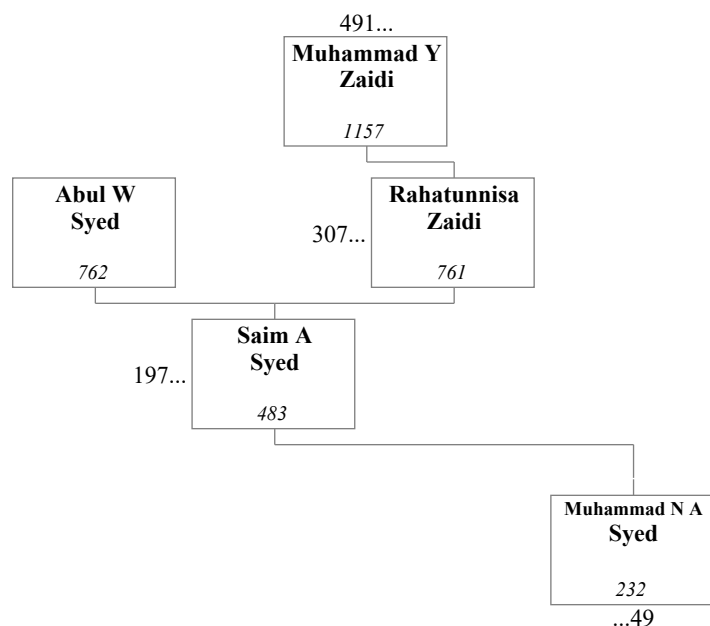 491...
Muhammad Y
Zaidi
1157
Abul W
Syed
762
307...
Rahatunnisa
Zaidi
761
197...
Saim A
Syed
483
Muhammad N A
Syed
232
...49